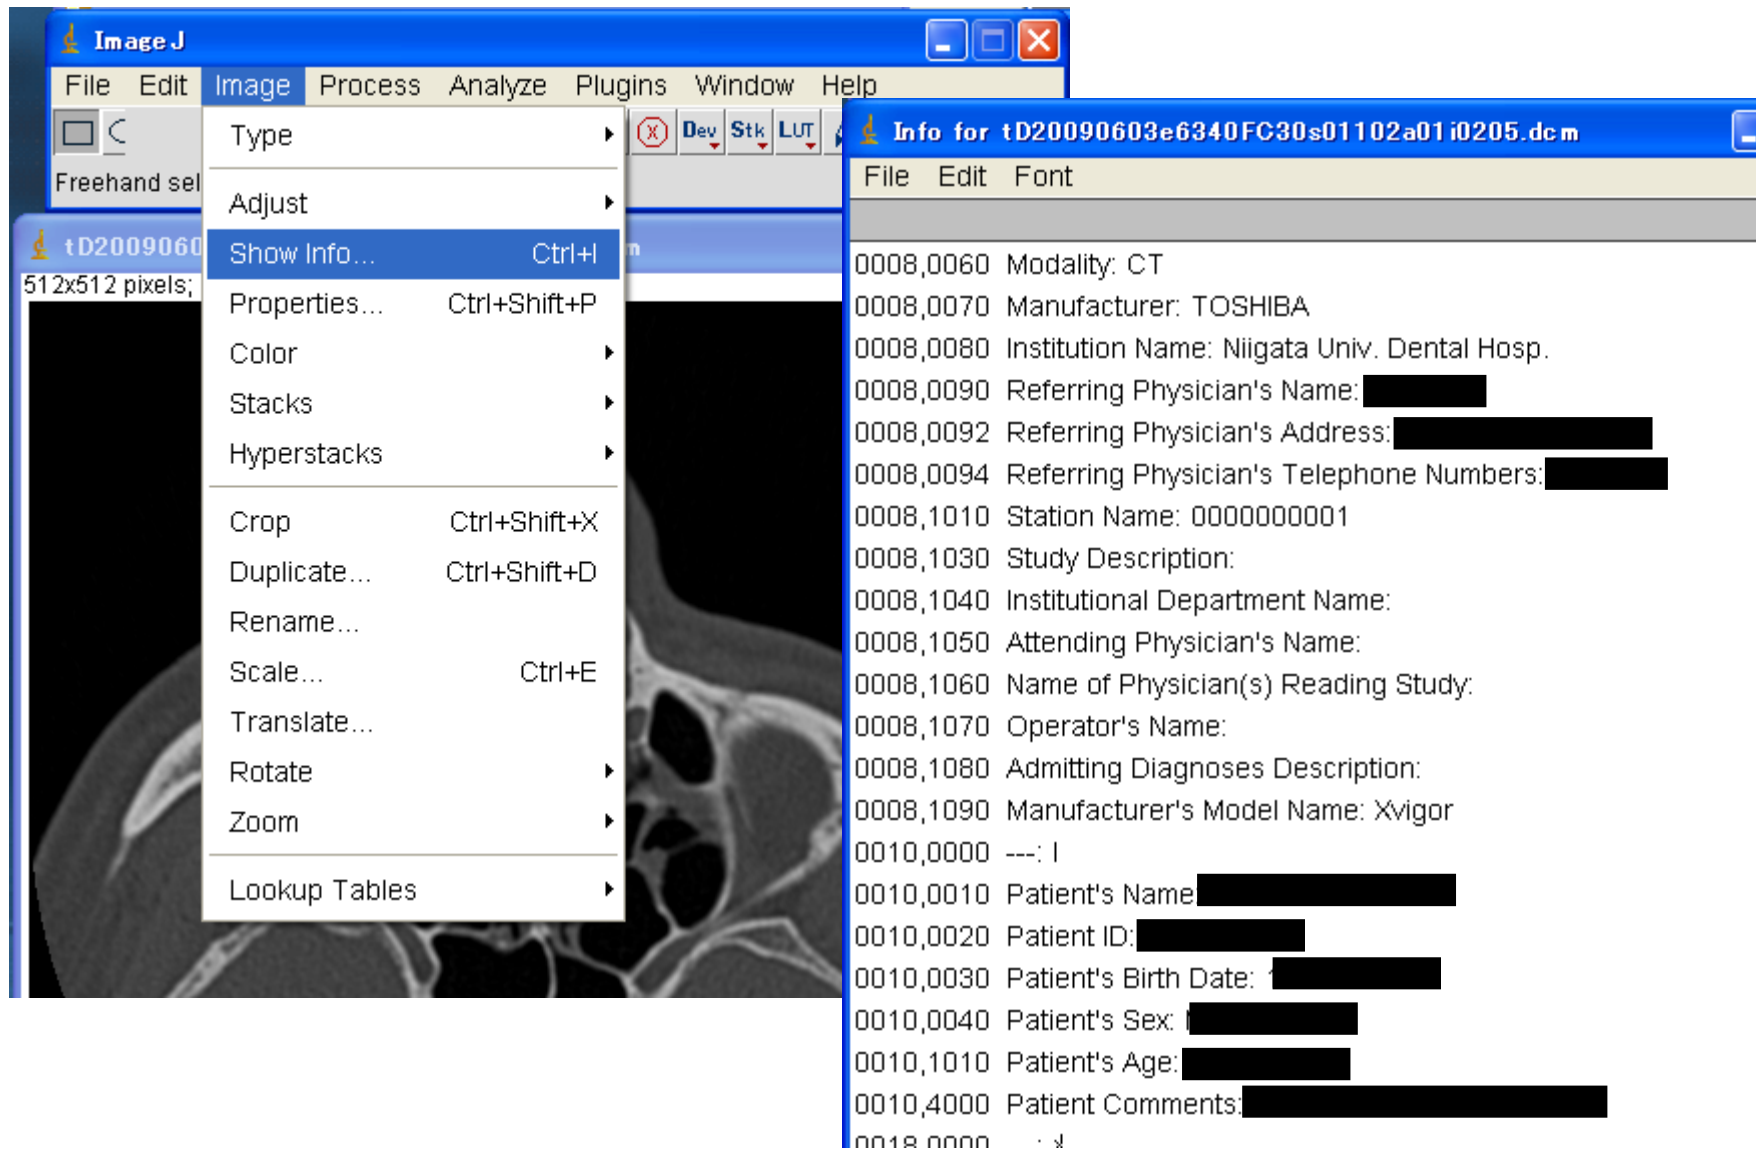 ImageJ
File Edit Image Process Analyze Plugins Window Help
Dev Stk LUT
Freehand sel
tD2009060
512x512 pixels;
Type
Adjust
Show Info... Ctrl+I
Properties... Ctrl+Shift+P
Color
Stacks
Hyperstacks
Crop Ctrl+Shift+X
Duplicate... Ctrl+Shift+D
Rename...
Scale... Ctrl+E
Translate...
Rotate
Zoom
Lookup Tables
Info for tD20090603e6340FC30s01102a01i0205.dcm
File Edit Font
0008,0060 Modality: CT
0008,0070 Manufacturer: TOSHIBA
0008,0080 Institution Name: Niigata Univ. Dental Hosp.
0008,0090 Referring Physician's Name:
0008,0092 Referring Physician's Address:
0008,0094 Referring Physician's Telephone Numbers:
0008,1010 Station Name: 0000000001
0008,1030 Study Description:
0008,1040 Institutional Department Name:
0008,1050 Attending Physician's Name:
0008,1060 Name of Physician(s) Reading Study:
0008,1070 Operator's Name:
0008,1080 Admitting Diagnoses Description:
0008,1090 Manufacturer's Model Name: Xvigor
0010,0000 ---: l
0010,0010 Patient's Name:
0010,0020 Patient ID:
0010,0030 Patient's Birth Date:
0010,0040 Patient's Sex:
0010,1010 Patient's Age:
0010,4000 Patient Comments:
0018,0000